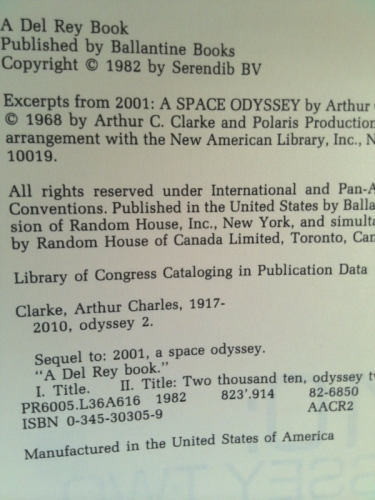 A Del Rey Book
Published by Ballantine Books
Copyright © 1982 by Serendib BV
Excerpts from 2001: A SPACE ODYSSEY by Arthur
© 1968 by Arthur C. Clarke and Polaris Production
arrangement with the New American Library, Inc., N
10019.
All rights reserved under International and Pan-A
Conventions. Published in the United States by Balla
sion of Random House, Inc., New York, and simulta
by Random House of Canada Limited, Toronto, Can
Library of Congress Cataloging in Publication Data
Clarke, Arthur Charles, 1917-
2010, odyssey 2.
Sequel to: 2001, a space odyssey.
"A Del Rey book."
I. Title. II. Title: Two thousand ten, odyssey tw
PR6005.L36A616 1982 823'.914 82-6850
ISBN 0-345-30305-9 AACR2
Manufactured in the United States of America